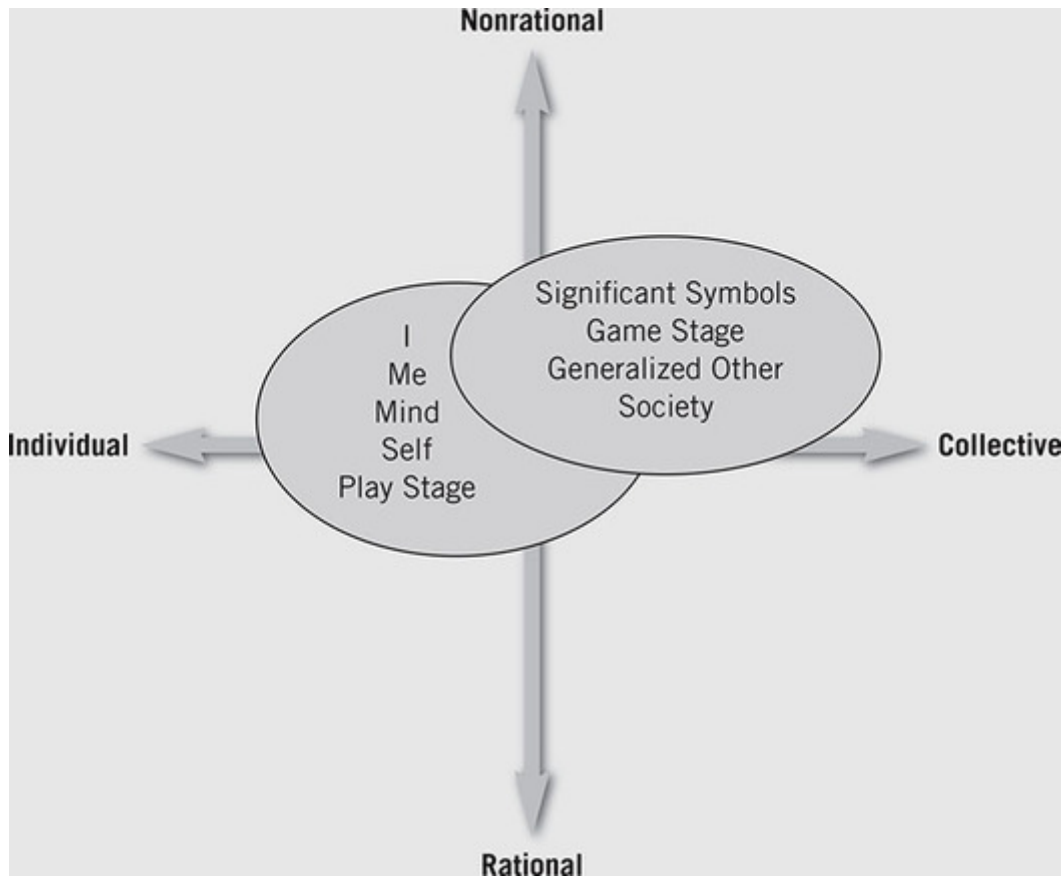 Nonrational
Significant Symbols
Game Stage
Generalized Other
Society
I
Me
Mind
Self
Play Stage
Individual
Collective
Rational